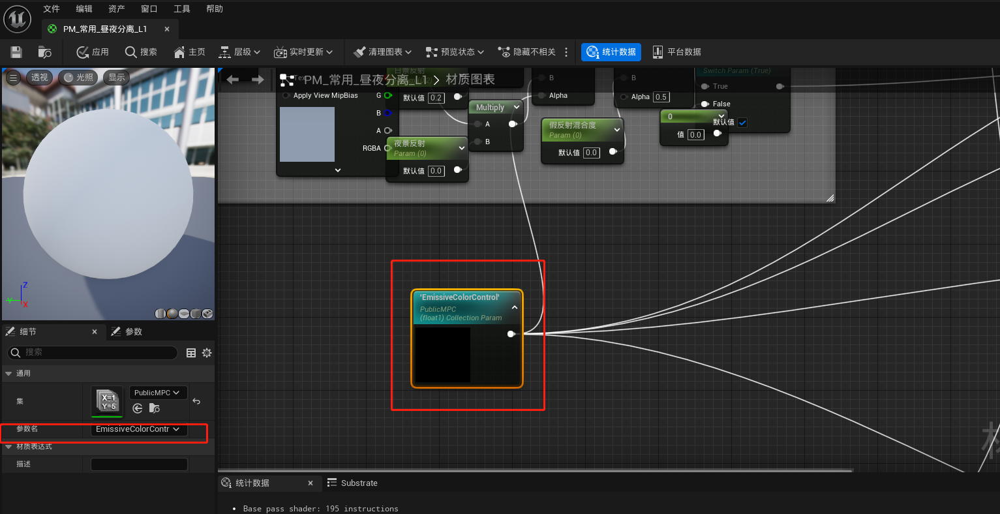 文件 编辑 资产 窗口 工具 帮助
PM_常用_昼夜分离_L1
应用 搜索 主页 层级 实时更新 清理图表 预览状态 隐藏不相关 统计数据 平台数据
透视 光照 显示
PM_常用_昼夜分离_L1 > 材质图表
Tex
Apply View MipBias
G
B
A
RGBA
日景反射
默认值 0.2
夜景反射
Param (0)
默认值 0.0
Multiply
A
B
B
Alpha
假反射混合度
Param (0)
默认值 0.0
B
Alpha 0.5
Switch Param (True)
True
False
默认值
0
值 0.0
'EmissiveColorControl'
PublicMPC
(float1) Collection Param
Z
Y
X
细节
参数
搜索
通用
集
X=1
Y=5
PublicMPC
参数名
EmissiveColorContr
材质表达式
描述
统计数据
Substrate
• Base pass shader: 195 instructions